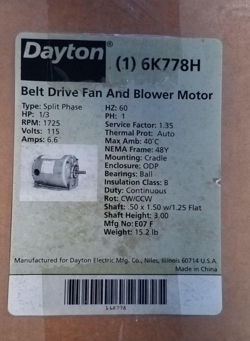 Dayton
(1) 6K778H
Belt Drive Fan And Blower Motor
Type: Split Phase
HP: 1/3
RPM: 1725
Volts: 115
Amps: 6.6
HZ: 60
PH: 1
Service Factor: 1.35
Thermal Prot: Auto
Max Amb: 40°C
NEMA Frame: 48Y
Mounting: Cradle
Enclosure: ODP
Bearings: Ball
Insulation Class: B
Duty: Continuous
Rot: CW/CCW
Shaft: .50 x 1.50 w/1.25 Flat
Shaft Height: 3.00
Mfg No: E07 F
Weight: 15.2 lb
Manufactured for Dayton Electric Mfg. Co., Niles, Illinois 60714 U.S.A.
Made in China